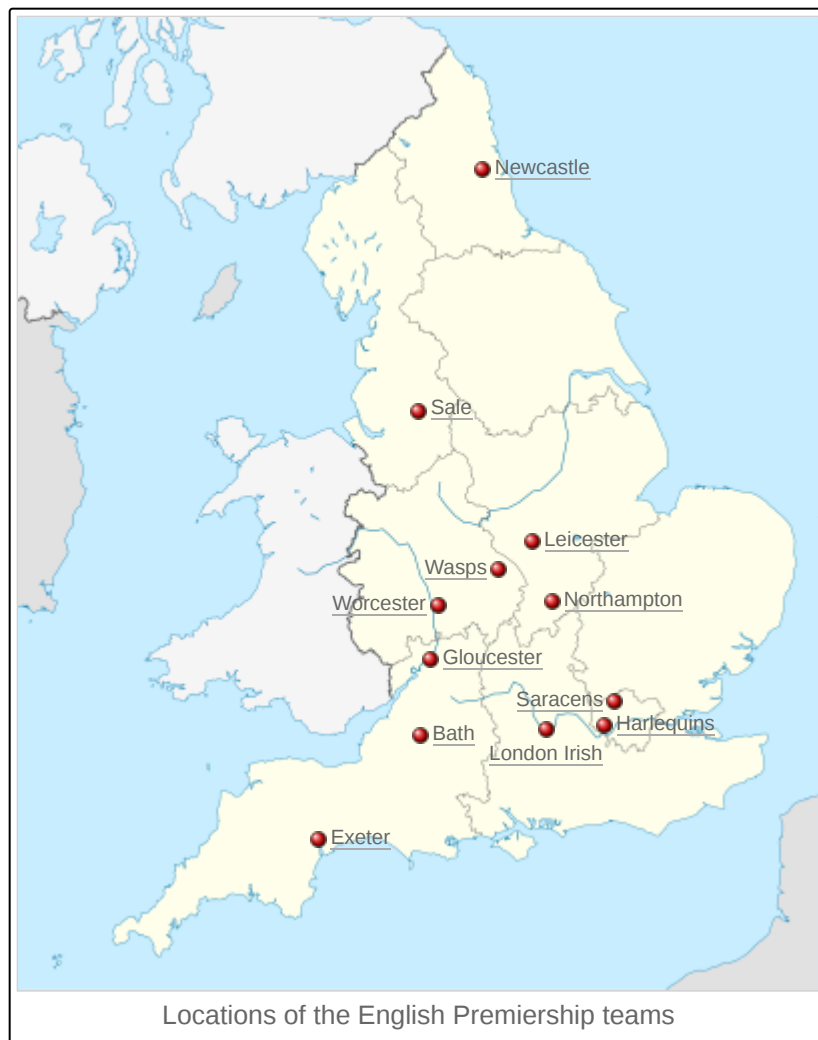 Newcastle
Sale
Leicester
Wasps
Northampton
Worcester
Gloucester
Saracens
Harlequins
Bath
London Irish
Exeter
Locations of the English Premiership teams